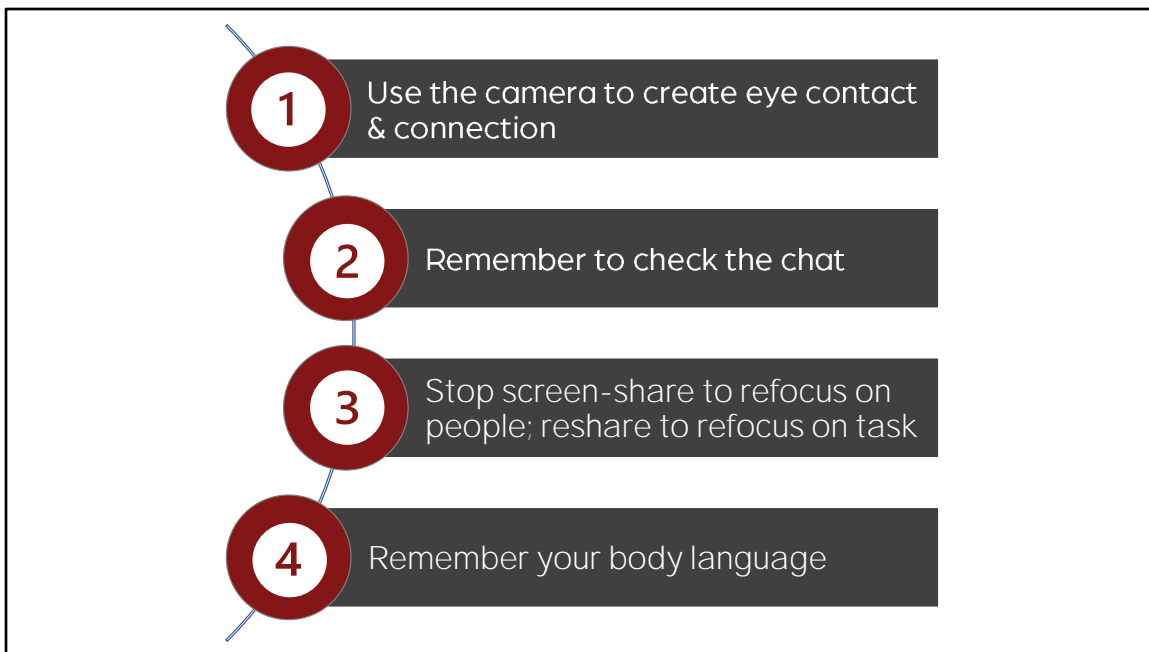 1
Use the camera to create eye contact
& connection
2
Remember to check the chat
3
Stop screen-share to refocus on
people; reshare to refocus on task
4
Remember your body language